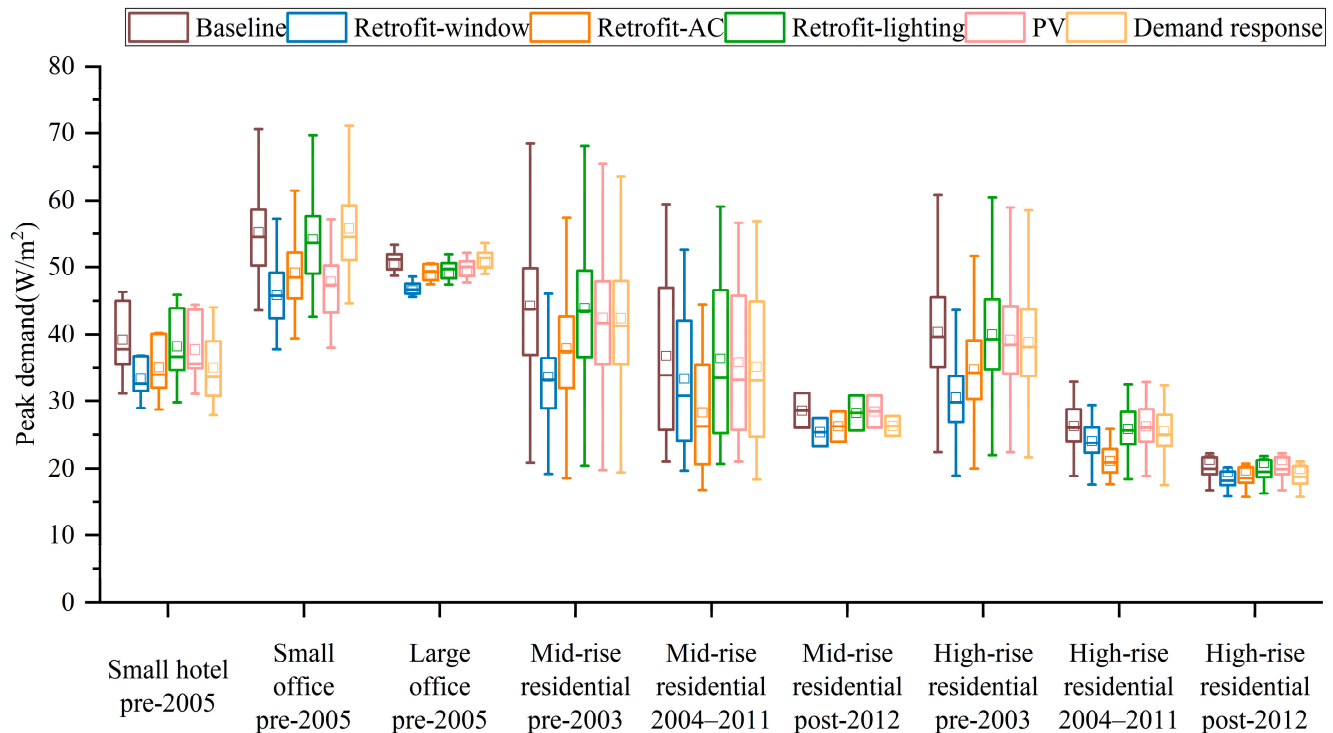 Baseline Retrofit-window Retrofit-AC Retrofit-lighting PV Demand response
Peak demand(W/m²)
80
70
60
50
40
30
20
10
0
Small hotel
pre-2005
Small
office
pre-2005
Large
office
pre-2005
Mid-rise
residential
pre-2003
Mid-rise
residential
2004–2011
Mid-rise
residential
post-2012
High-rise
residential
pre-2003
High-rise
residential
2004–2011
High-rise
residential
post-2012